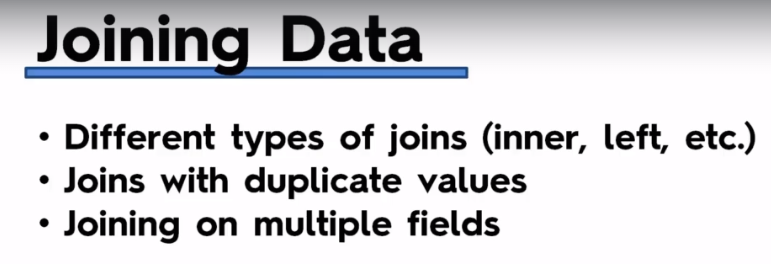 Joining Data
• Different types of joins (inner, left, etc.)
• Joins with duplicate values
• Joining on multiple fields